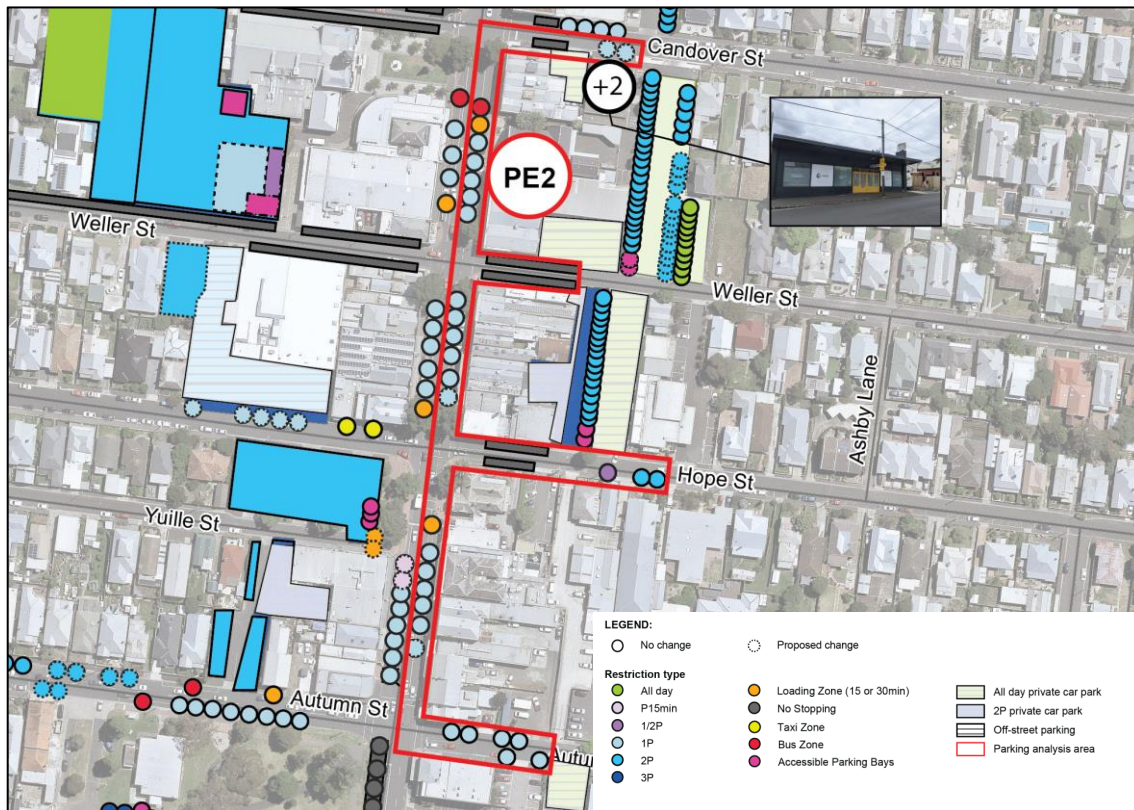 Candover St
+2
PE2
Weller St
Weller St
Ashby Lane
Hope St
Yuille St
Autumn St
LEGEND:
No change
Proposed change
Restriction type
All day
P15min
1/2P
1P
2P
3P
Loading Zone (15 or 30min)
No Stopping
Taxi Zone
Bus Zone
Accessible Parking Bays
All day private car park
2P private car park
Off-street parking
Parking analysis area